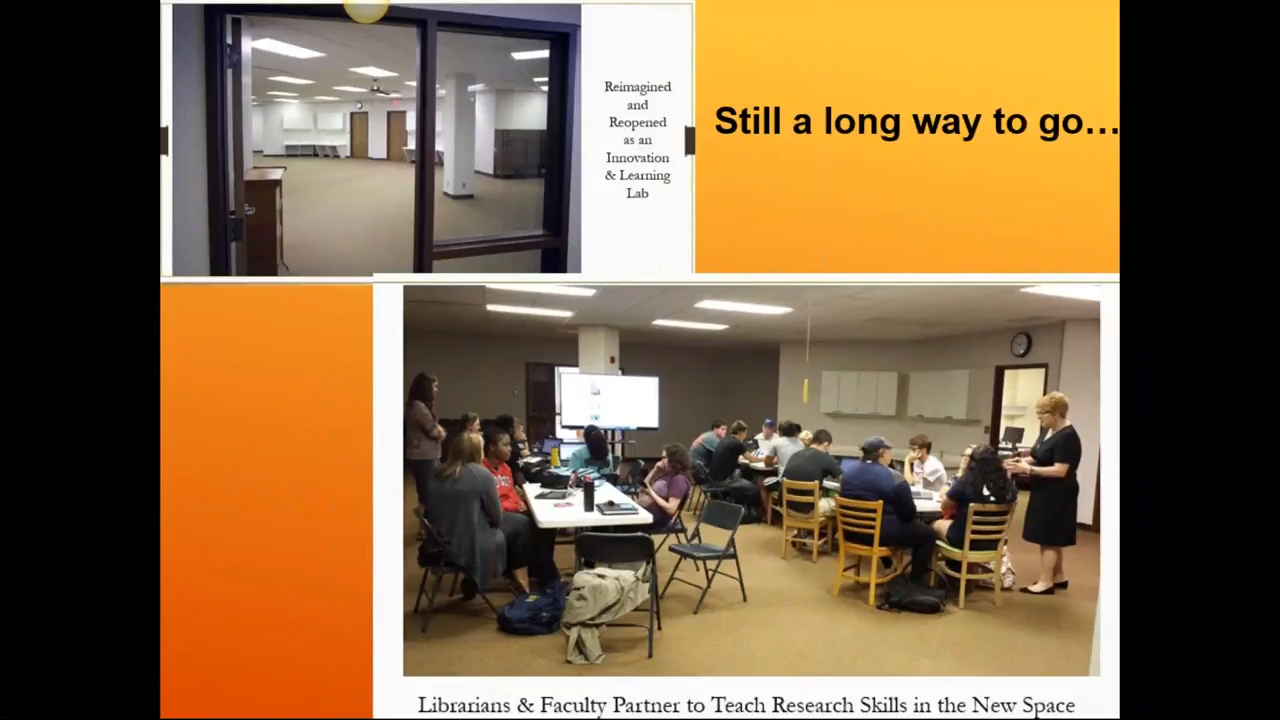 Reimagined
and
Reopened
as an
Innovation
& Learning
Lab
Still a long way to go…
Librarians & Faculty Partner to Teach Research Skills in the New Space